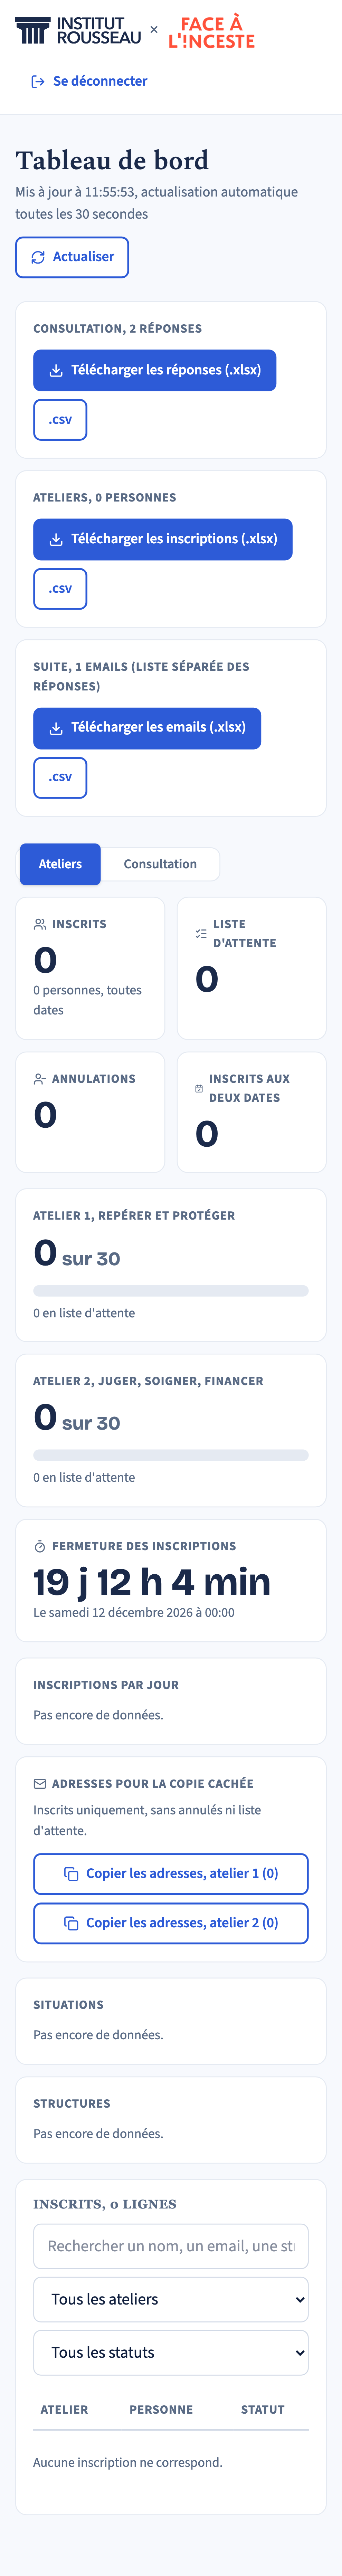 INSTITUT
ROUSSEAU
×
FACE À
L'!NCESTE
Se déconnecter
Tableau de bord
Mis à jour à 11:55:53, actualisation automatique
toutes les 30 secondes
Actualiser
CONSULTATION, 2 RÉPONSES
Télécharger les réponses (.xlsx)
.csv
ATELIERS, 0 PERSONNES
Télécharger les inscriptions (.xlsx)
.csv
SUITE, 1 EMAILS (LISTE SÉPARÉE DES
RÉPONSES)
Télécharger les emails (.xlsx)
.csv
Ateliers
Consultation
INSCRITS
0
0 personnes, toutes
dates
LISTE
D'ATTENTE
0
ANNULATIONS
0
INSCRITS AUX
DEUX DATES
0
ATELIER 1, REPÉRER ET PROTÉGER
0 sur 30
0 en liste d'attente
ATELIER 2, JUGER, SOIGNER, FINANCER
0 sur 30
0 en liste d'attente
FERMETURE DES INSCRIPTIONS
19 j 12 h 4 min
Le samedi 12 décembre 2026 à 00:00
INSCRIPTIONS PAR JOUR
Pas encore de données.
ADRESSES POUR LA COPIE CACHÉE
Inscrits uniquement, sans annulés ni liste
d'attente.
Copier les adresses, atelier 1 (0)
Copier les adresses, atelier 2 (0)
SITUATIONS
Pas encore de données.
STRUCTURES
Pas encore de données.
INSCRITS, 0 LIGNES
Rechercher un nom, un email, une st
Tous les ateliers
Tous les statuts
ATELIER PERSONNE STATUT
Aucune inscription ne correspond.